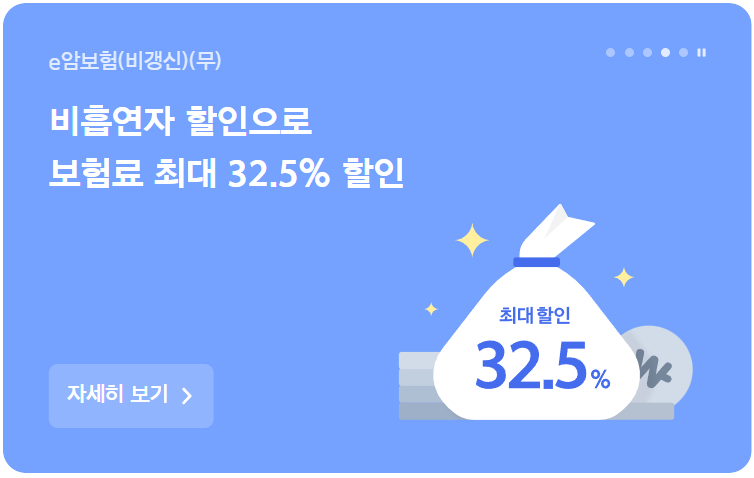 e암보험(비갱신)(무)
비흡연자 할인으로
보험료 최대 32.5% 할인
최대 할인
32.5%
자세히 보기